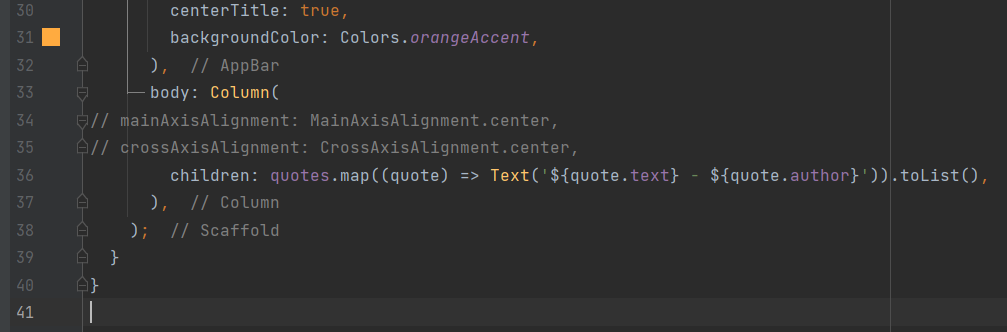 30 centerTitle: true,
31 backgroundColor: Colors.orangeAccent,
32 ), // AppBar
33 body: Column(
34 // mainAxisAlignment: MainAxisAlignment.center,
35 // crossAxisAlignment: CrossAxisAlignment.center,
36 children: quotes.map((quote) => Text('${quote.text} - ${quote.author}')).toList(),
37 ), // Column
38 ); // Scaffold
39 }
40 }
41